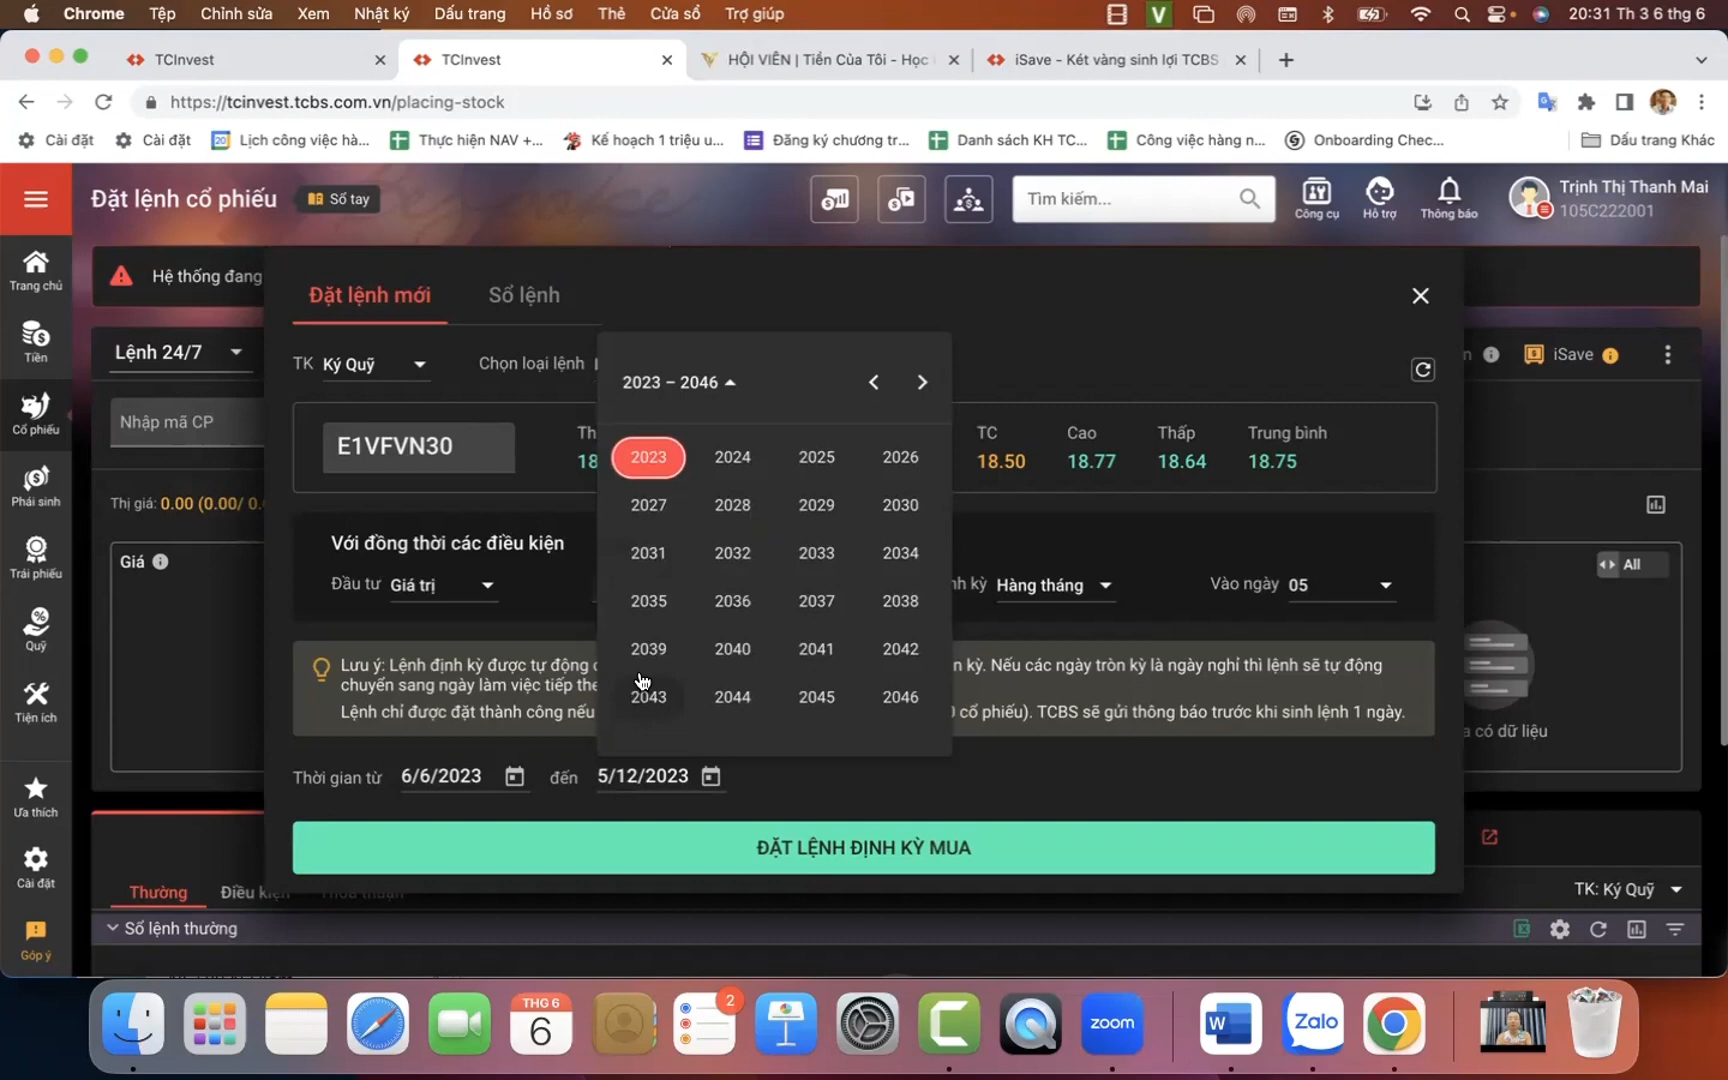 Chrome Tệp Chỉnh sửa Xem Nhật ký Dấu trang Hồ sơ Thẻ Cửa sổ Trợ giúp 20:31 Th 3 6 thg 6
TCInvest TCInvest HỘI VIÊN | Tiền Của Tôi - Học iSave - Két vàng sinh lợi TCBS
https://tcinvest.tcbs.com.vn/placing-stock
Cài đặt Cài đặt Lịch công việc hà... Thực hiện NAV +... Kế hoạch 1 triệu u... Đăng ký chương tr... Danh sách KH TC... Công việc hàng n... Onboarding Chec... Dấu trang Khác
Đặt lệnh cổ phiếu Sổ tay Tìm kiếm... Công cụ Hỗ trợ Thông báo Trịnh Thị Thanh Mai
105C222001
Trang chủ
Tiền
Cổ phiếu
Phái sinh
Trái phiếu
Quỹ
Tiện ích
Ưa thích
Cài đặt
Góp ý
Hệ thống đang
Lệnh 24/7
Nhập mã CP
Thị giá: 0.00 (0.00/ 0.
Giá
Đặt lệnh mới Sổ lệnh
TK Ký Quỹ Chọn loại lệnh
iSave
E1VFVN30
Th TC Cao Thấp Trung bình
18 18.50 18.77 18.64 18.75
2023 – 2046
2023 2024 2025 2026
2027 2028 2029 2030
2031 2032 2033 2034
2035 2036 2037 2038
2039 2040 2041 2042
2043 2044 2045 2046
Với đồng thời các điều kiện
Đầu tư Giá trị nh kỳ Hàng tháng Vào ngày 05
All
Lưu ý: Lệnh định kỳ được tự động n kỳ. Nếu các ngày tròn kỳ là ngày nghỉ thì lệnh sẽ tự động
chuyển sang ngày làm việc tiếp the
Lệnh chỉ được đặt thành công nếu cổ phiếu). TCBS sẽ gửi thông báo trước khi sinh lệnh 1 ngày.
a có dữ liệu
Thời gian từ 6/6/2023 đến 5/12/2023
ĐẶT LỆNH ĐỊNH KỲ MUA
Thường Điều kiện Thỏa thuận TK: Ký Quỹ
Sổ lệnh thường
THG 6
6
2
zoom
W
Zalo